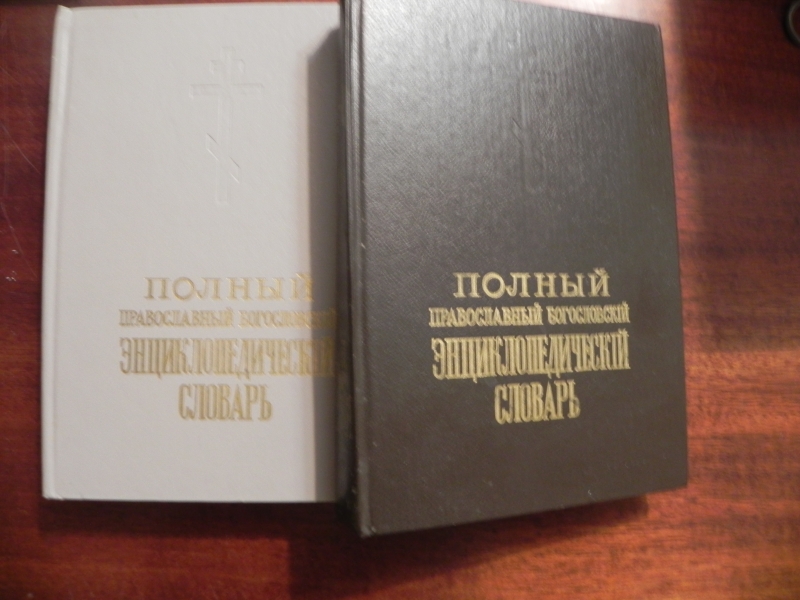 ПОЛНЫЙ
ПРАВОСЛАВНЫЙ БОГОСЛОВСКІЙ
ЭНЦИКЛОПЕДИЧЕСКІЙ
СЛОВАРЬ
ПОЛНЫЙ
ПРАВОСЛАВНЫЙ БОГОСЛОВСКІЙ
ЭНЦИКЛОПЕДИЧЕСКІЙ
СЛОВАРЬ